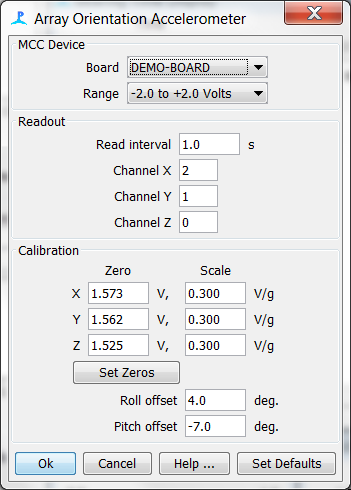 Array Orientation Accelerometer
MCC Device
Board DEMO-BOARD
Range -2.0 to +2.0 Volts
Readout
Read interval 1.0 s
Channel X 2
Channel Y 1
Channel Z 0
Calibration
Zero Scale
X 1.573 V, 0.300 V/g
Y 1.562 V, 0.300 V/g
Z 1.525 V, 0.300 V/g
Set Zeros
Roll offset 4.0 deg.
Pitch offset -7.0 deg.
Ok Cancel Help ... Set Defaults